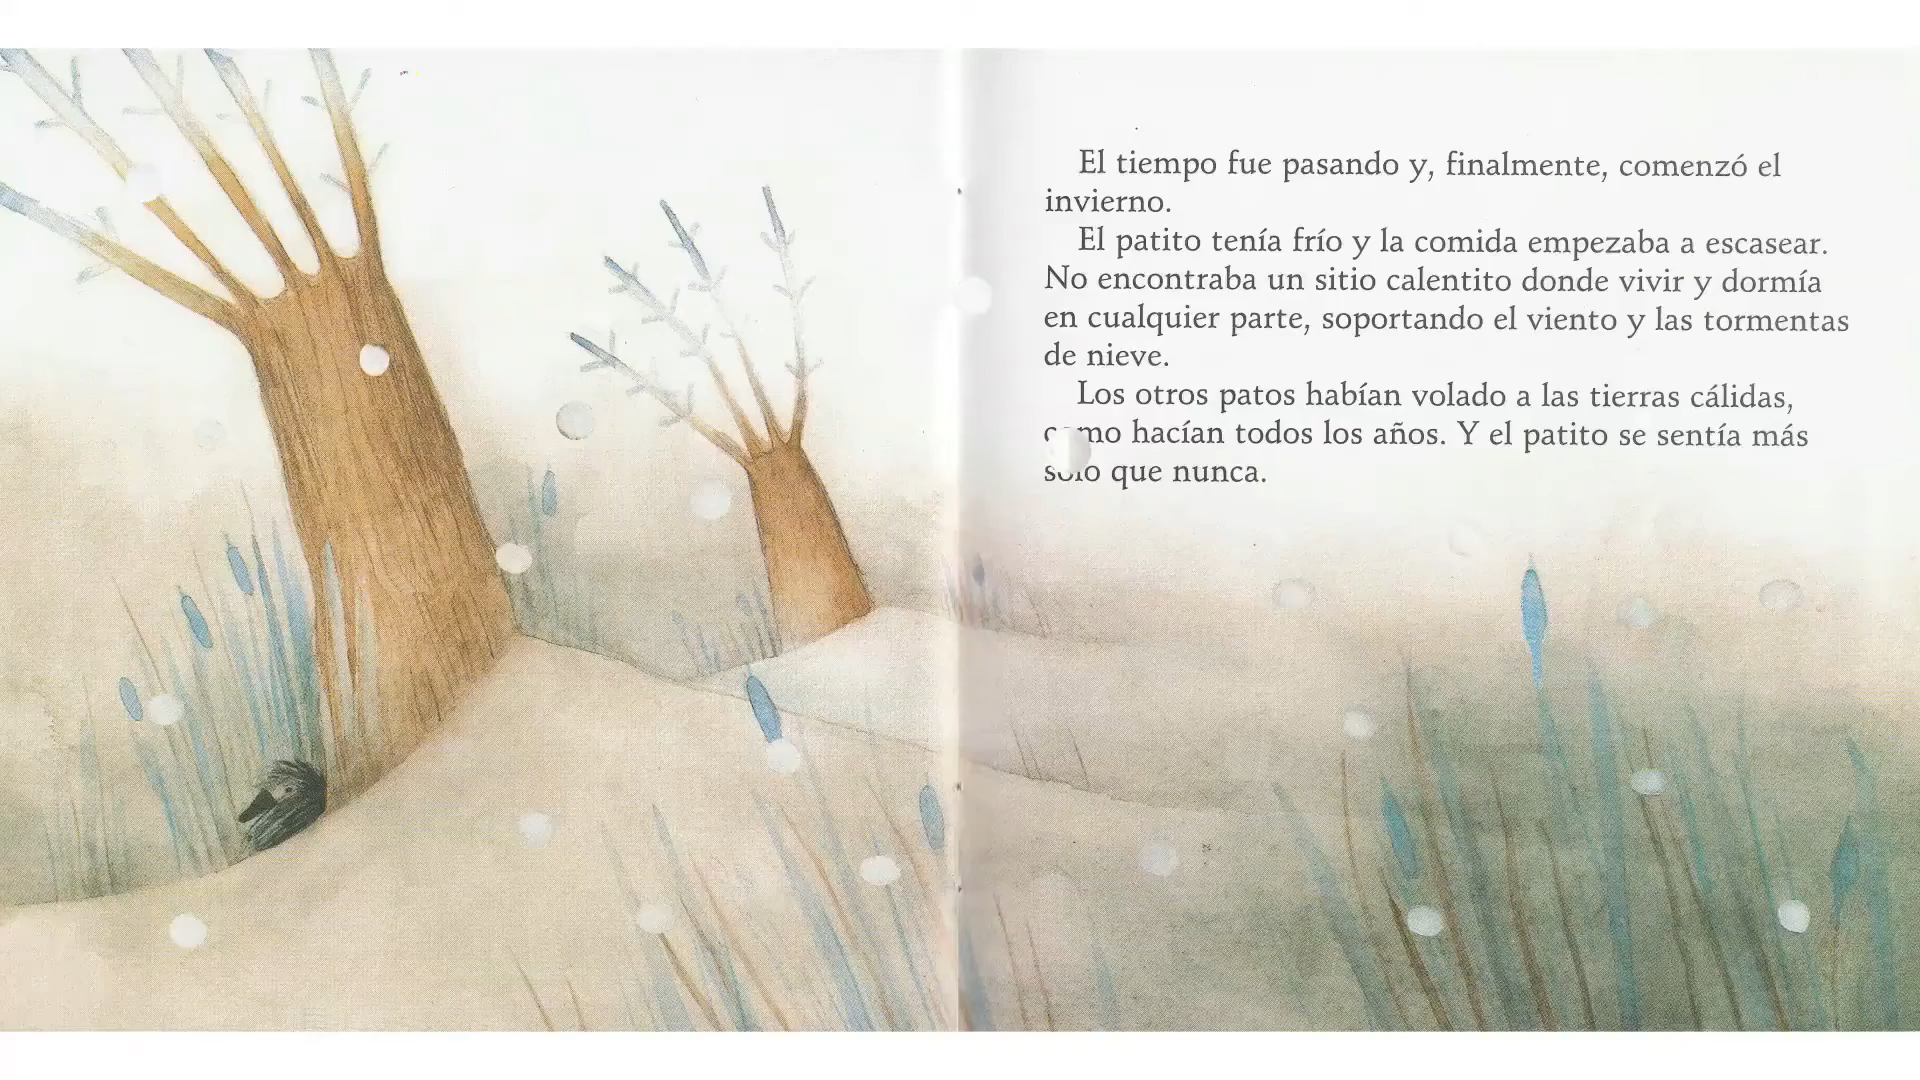 El tiempo fue pasando y, finalmente, comenzó el
invierno.
El patito tenía frío y la comida empezaba a escasear.
No encontraba un sitio calentito donde vivir y dormía
en cualquier parte, soportando el viento y las tormentas
de nieve.
Los otros patos habían volado a las tierras cálidas,
como hacían todos los años. Y el patito se sentía más
solo que nunca.